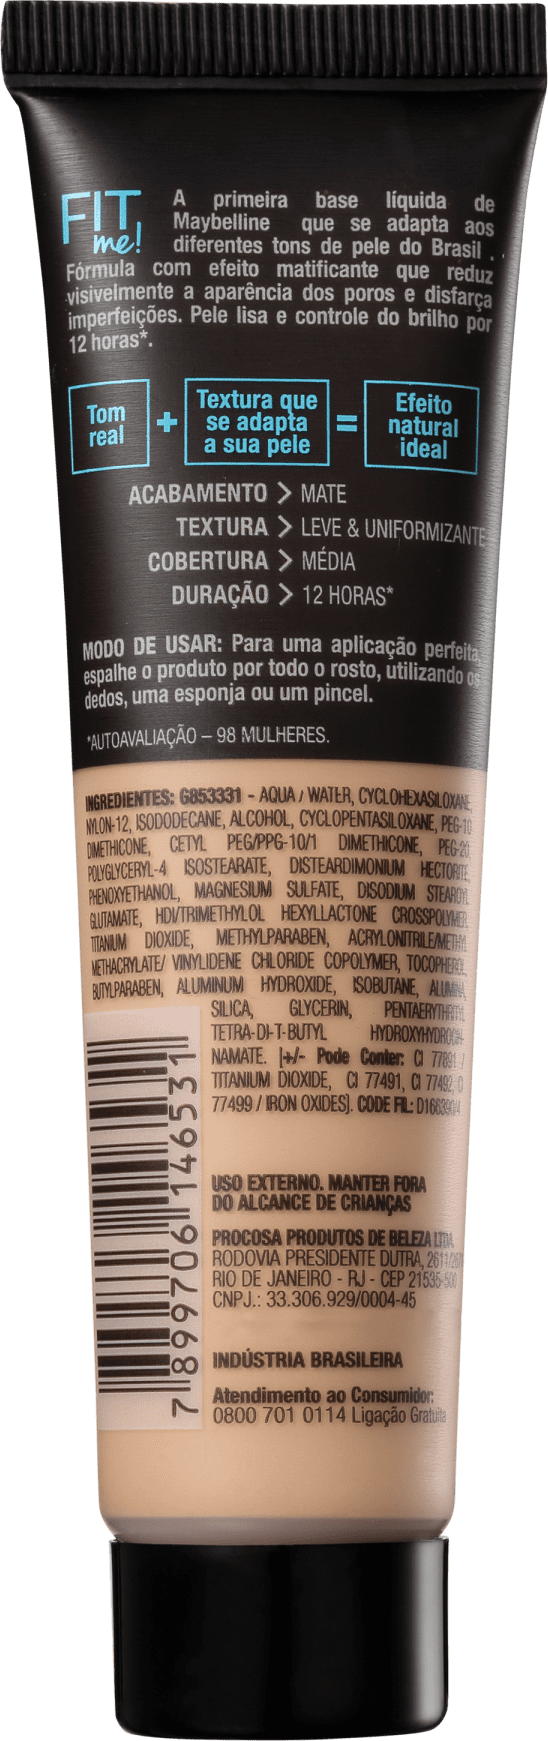 FIT me!
A primeira base líquida de
Maybelline que se adapta aos
diferentes tons de pele do Brasil .
Fórmula com efeito matificante que reduz
visivelmente a aparência dos poros e disfarça
imperfeições. Pele lisa e controle do brilho por
12 horas*.
Tom real + Textura que se adapta a sua pele = Efeito natural ideal
ACABAMENTO > MATE
TEXTURA > LEVE & UNIFORMIZANTE
COBERTURA > MÉDIA
DURAÇÃO > 12 HORAS*
MODO DE USAR: Para uma aplicação perfeita,
espalhe o produto por todo o rosto, utilizando os
dedos, uma esponja ou um pincel.
*AUTOAVALIAÇÃO – 98 MULHERES.
INGREDIENTES: G853331 - AQUA / WATER, CYCLOHEXASILOXANE,
NYLON-12, ISODODECANE, ALCOHOL, CYCLOPENTASILOXANE, PEG-10
DIMETHICONE, CETYL PEG/PPG-10/1 DIMETHICONE, PEG-20,
POLYGLYCERYL-4 ISOSTEARATE, DISTEARDIMONIUM HECTORITE,
PHENOXYETHANOL, MAGNESIUM SULFATE, DISODIUM STEAROYL
GLUTAMATE, HDI/TRIMETHYLOL HEXYLLACTONE CROSSPOLYMER,
TITANIUM DIOXIDE, METHYLPARABEN, ACRYLONITRILE/METHYL
METHACRYLATE/ VINYLIDENE CHLORIDE COPOLYMER, TOCOPHEROL,
BUTYLPARABEN, ALUMINUM HYDROXIDE, ISOBUTANE, ALUMINA,
SILICA, GLYCERIN, PENTAERYTHRITYL
TETRA-DI-T-BUTYL HYDROXYHYDROCIN-
NAMATE. [+/- Pode Conter: CI 77891 /
TITANIUM DIOXIDE, CI 77491, CI 77492, CI
77499 / IRON OXIDES]. CODE FIL: D166390/4
USO EXTERNO. MANTER FORA
DO ALCANCE DE CRIANÇAS
PROCOSA PRODUTOS DE BELEZA LTDA.
RODOVIA PRESIDENTE DUTRA,
RIO DE JANEIRO - RJ - CEP 21535-500
CNPJ.: 33.306.929/0004-45
INDÚSTRIA BRASILEIRA
Atendimento ao Consumidor:
0800 701 0114 Ligação Gratuita
7 899706 146531